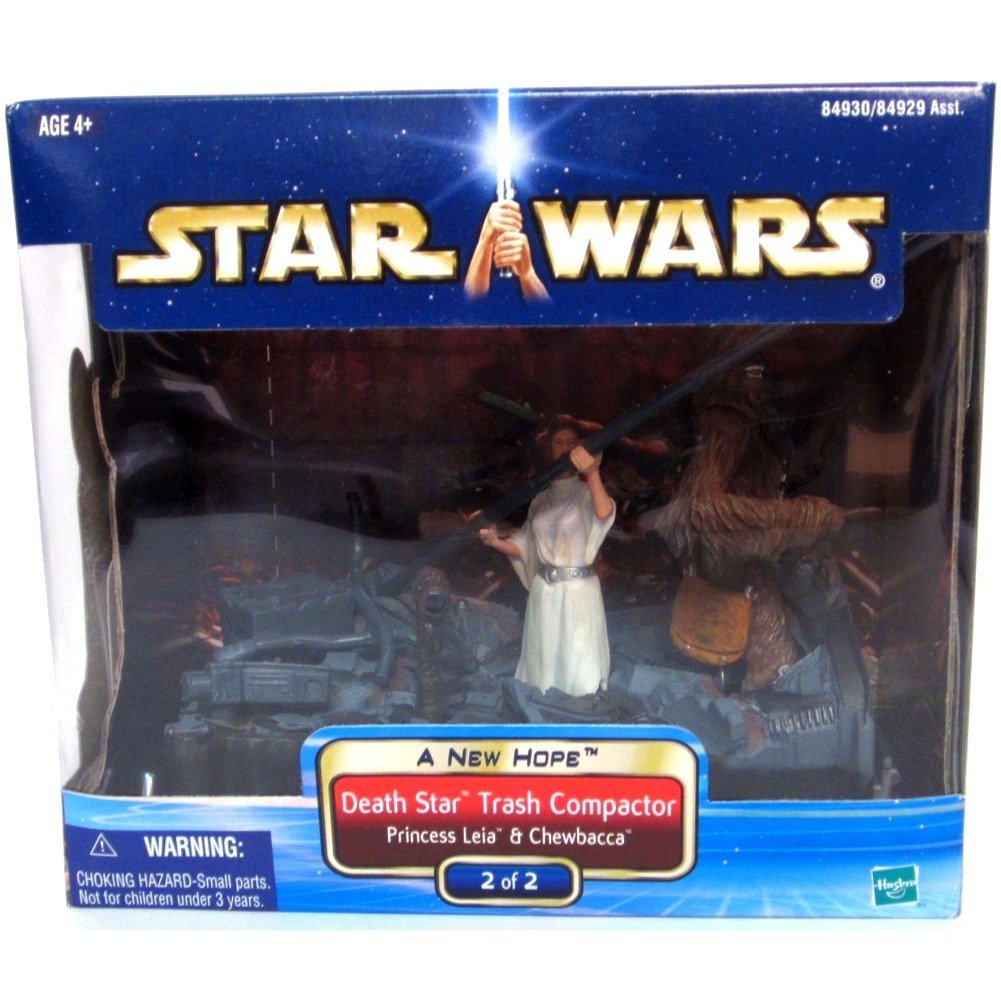 AGE 4+
84930/84929 Asst.
STAR WARS®
A NEW HOPE™
Death Star™ Trash Compactor
Princess Leia™ & Chewbacca™
2 of 2
WARNING:
CHOKING HAZARD-Small parts.
Not for children under 3 years.
Hasbro